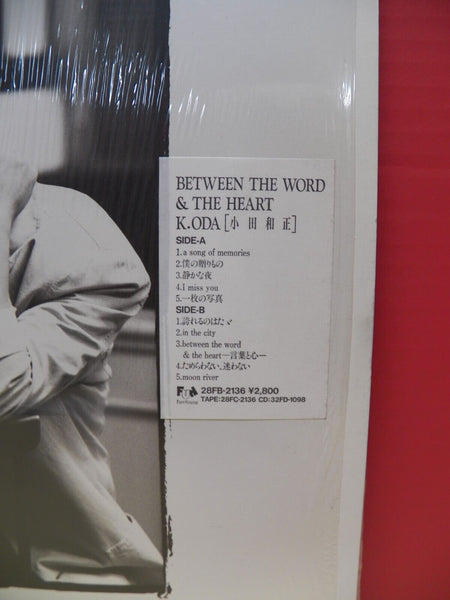 BETWEEN THE WORD
& THE HEART
K.ODA [小田和正]
SIDE-A
1.a song of memories
2.僕の贈りもの
3.静かな夜
4.I miss you
5.一枚の写真
SIDE-B
1.誇れるのはたゞ
2.in the city
3.between the word
& the heart—言葉と心—
4.ためらわない、迷わない
5.moon river
Fun
FunHouse
28FB-2136 ¥2,800
TAPE:28FC-2136 CD:32FD-1098